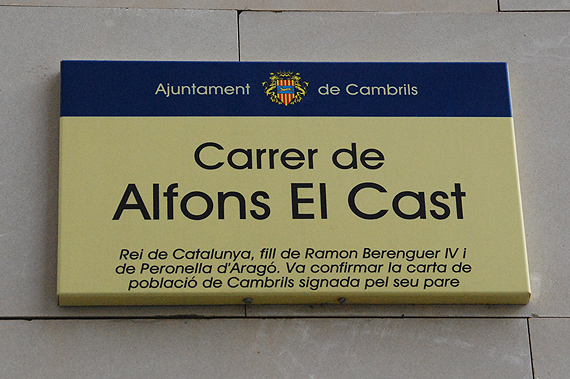 Ajuntament de Cambrils
Carrer de
Alfons El Cast
Rei de Catalunya, fill de Ramon Berenguer IV i
de Peronella d'Aragó. Va confirmar la carta de
població de Cambrils signada pel seu pare